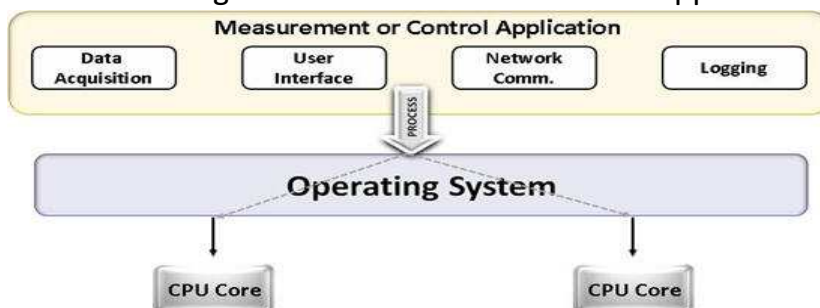 Measurement or Control Application
Data
Acquisition
User
Interface
Network
Comm.
Logging
PROCESS
Operating System
CPU Core
CPU Core